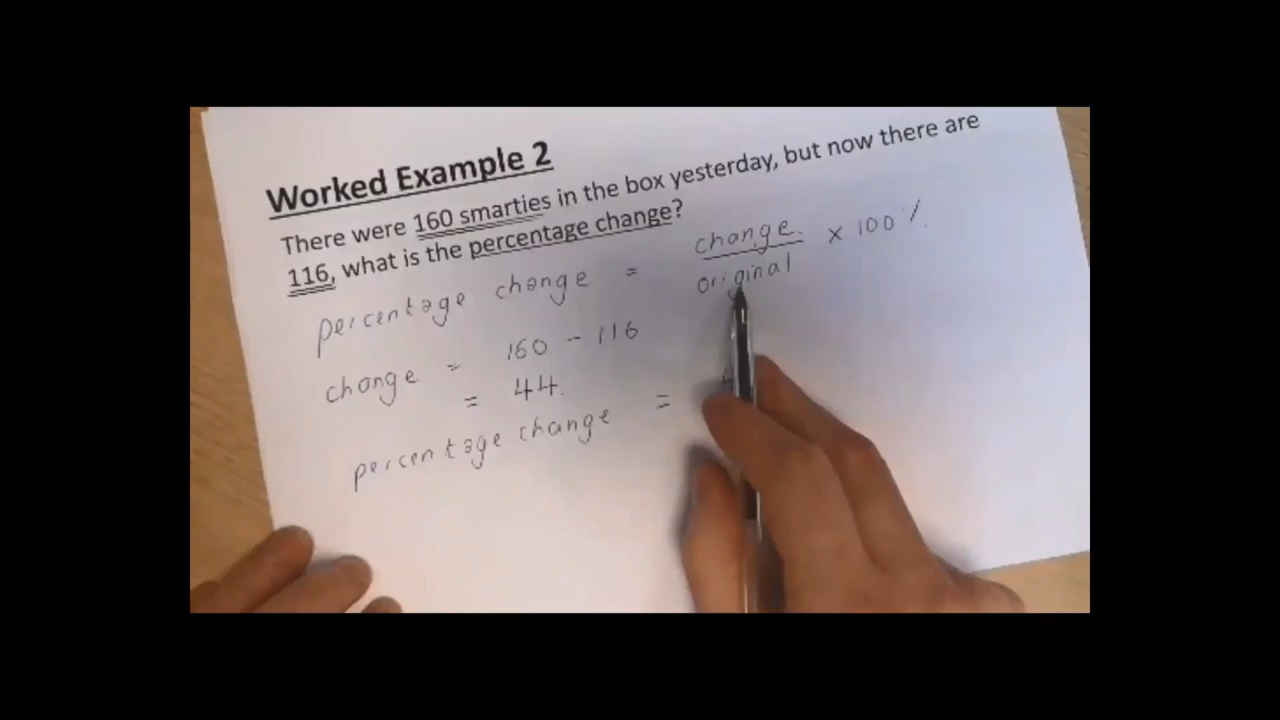 Worked Example 2
There were 160 smarties in the box yesterday, but now there are
116, what is the percentage change?
percentage change = change. / original × 100%.
change = 160 - 116
= 44.
percentage change =